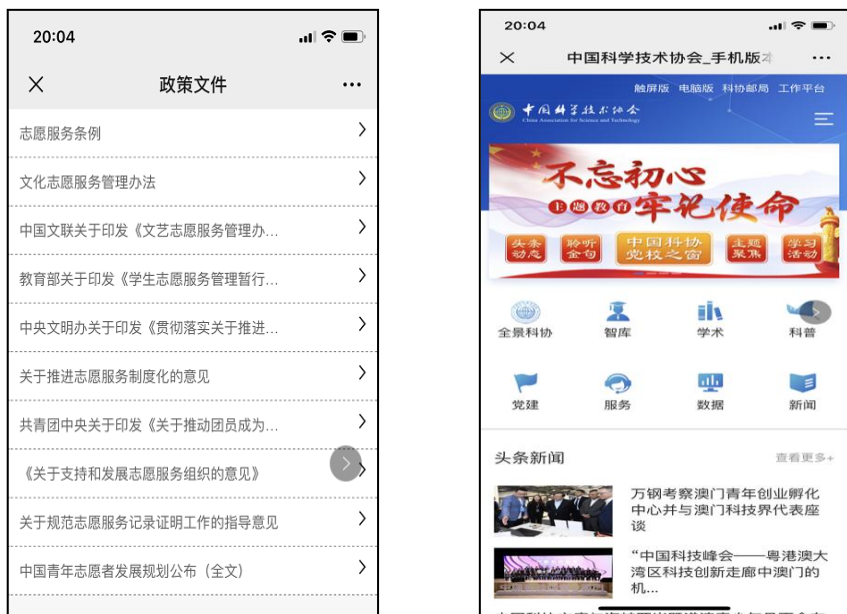 20:04
政策文件
志愿服务条例
文化志愿服务管理办法
中国文联关于印发《文艺志愿服务管理办...
教育部关于印发《学生志愿服务管理暂行...
中央文明办关于印发《贯彻落实关于推进...
关于推进志愿服务制度化的意见
共青团中央关于印发《关于推动团员成为...
《关于支持和发展志愿服务组织的意见》
关于规范志愿服务记录证明工作的指导意见
中国青年志愿者发展规划公布（全文）
20:04
中国科学技术协会_手机版本
触屏版 电脑版 科协邮局 工作平台
中国科学技术协会
China Association for Science and Technology
不忘初心
主题教育 牢记使命
头条动态 聆听金句 中国科协党校之窗 主题聚焦 学习活动
全景科协 智库 学术 科普
党建 服务 数据 新闻
头条新闻 查看更多+
万钢考察澳门青年创业孵化
中心并与澳门科技界代表座
谈
“中国科技峰会——粤港澳大
湾区科技创新走廊中澳门的
机...